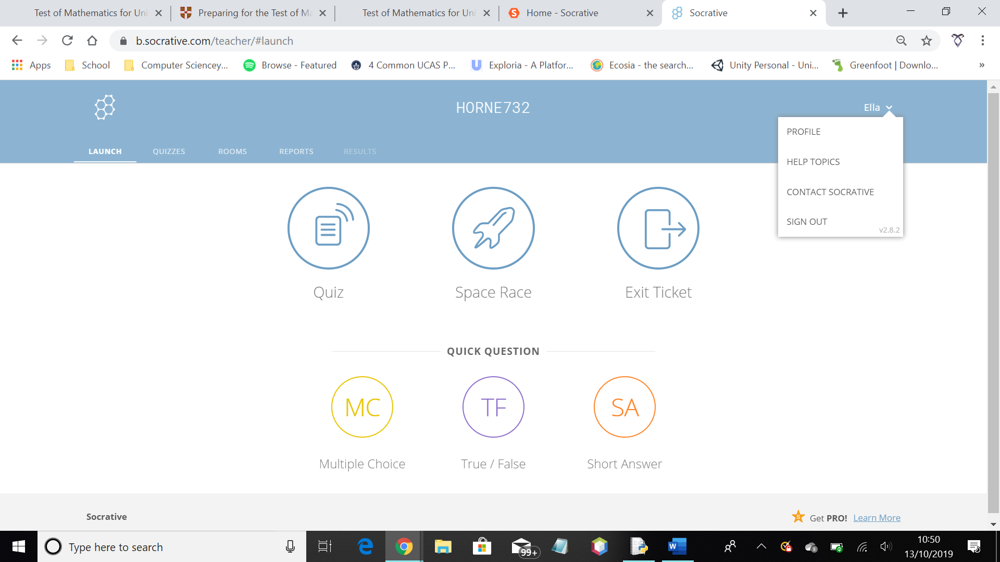 Test of Mathematics for Uni
Preparing for the Test of Ma
Test of Mathematics for Uni
Home - Socrative
Socrative
b.socrative.com/teacher/#launch
Apps
School
Computer Sciencey...
Browse - Featured
4 Common UCAS P...
Exploria - A Platfor...
Ecosia - the search...
Unity Personal - Uni...
Greenfoot | Downlo...
»
HORNE732
Ella
PROFILE
HELP TOPICS
CONTACT SOCRATIVE
SIGN OUT
v2.8.2
LAUNCH
QUIZZES
ROOMS
REPORTS
RESULTS
Quiz
Space Race
Exit Ticket
QUICK QUESTION
MC
TF
SA
Multiple Choice
True / False
Short Answer
Socrative
Get PRO! Learn More
Type here to search
99+
10:50
13/10/2019